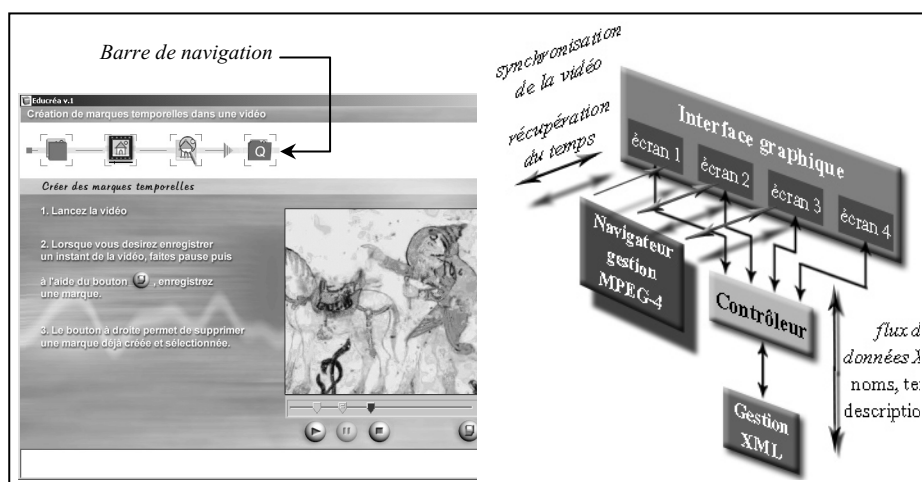 Barre de navigation
Educréa v.1
Création de marques temporelles dans une vidéo
Q
Créer des marques temporelles
1. Lancez la vidéo
2. Lorsque vous desirez enregistrer
un instant de la vidéo, faites pause puis
à l'aide du bouton , enregistrez
une marque.
3. Le bouton à droite permet de supprimer
une marque déjà créée et sélectionnée.
synchronisation
de la vidéo
récupération
du temps
Interface graphique
écran 1
écran 2
écran 3
écran 4
Navigateur
gestion
MPEG-4
Contrôleur
Gestion
XML
flux d
données X
noms, te
descriptio